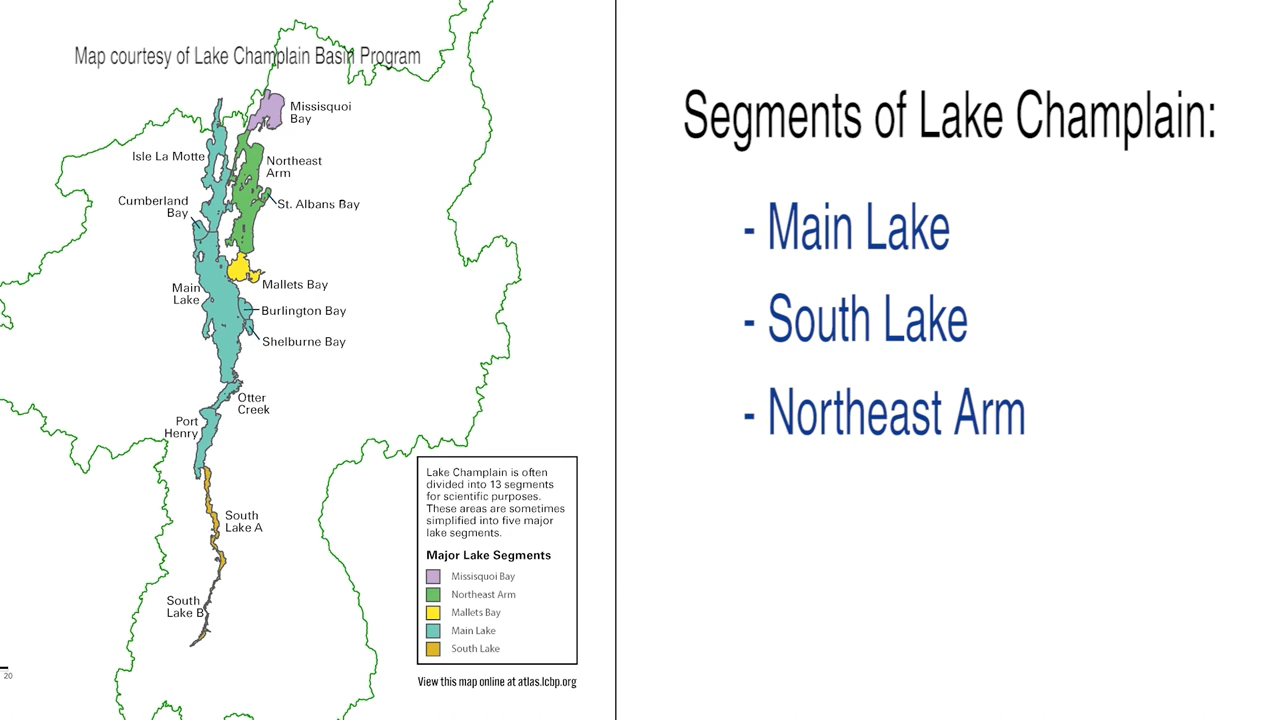 Map courtesy of Lake Champlain Basin Program
Missisquoi
Bay
Isle La Motte
Northeast
Arm
Cumberland
Bay
St. Albans Bay
Mallets Bay
Main
Lake
Burlington Bay
Shelburne Bay
Otter
Creek
Port
Henry
South
Lake A
South
Lake B
20
Lake Champlain is often
divided into 13 segments
for scientific purposes.
These areas are sometimes
simplified into five major
lake segments.
Major Lake Segments
Missisquoi Bay
Northeast Arm
Mallets Bay
Main Lake
South Lake
View this map online at atlas.lcbp.org
Segments of Lake Champlain:
- Main Lake
- South Lake
- Northeast Arm